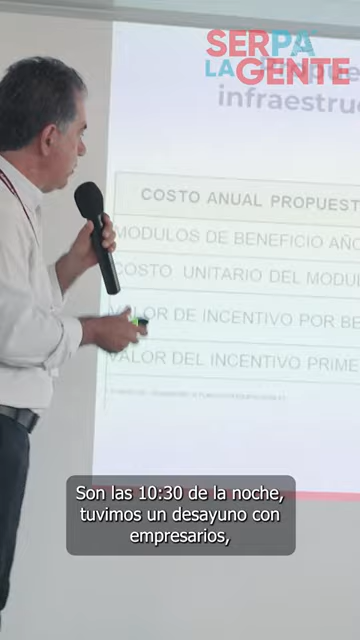 SERPA
LA GENTE
infraestruc
COSTO ANUAL PROPUEST
MODULOS DE BENEFICIO AÑO
COSTO UNITARIO DEL MODUL
VALOR DE INCENTIVO POR BE
VALOR DEL INCENTIVO PRIME
Son las 10:30 de la noche,
tuvimos un desayuno con
empresarios,